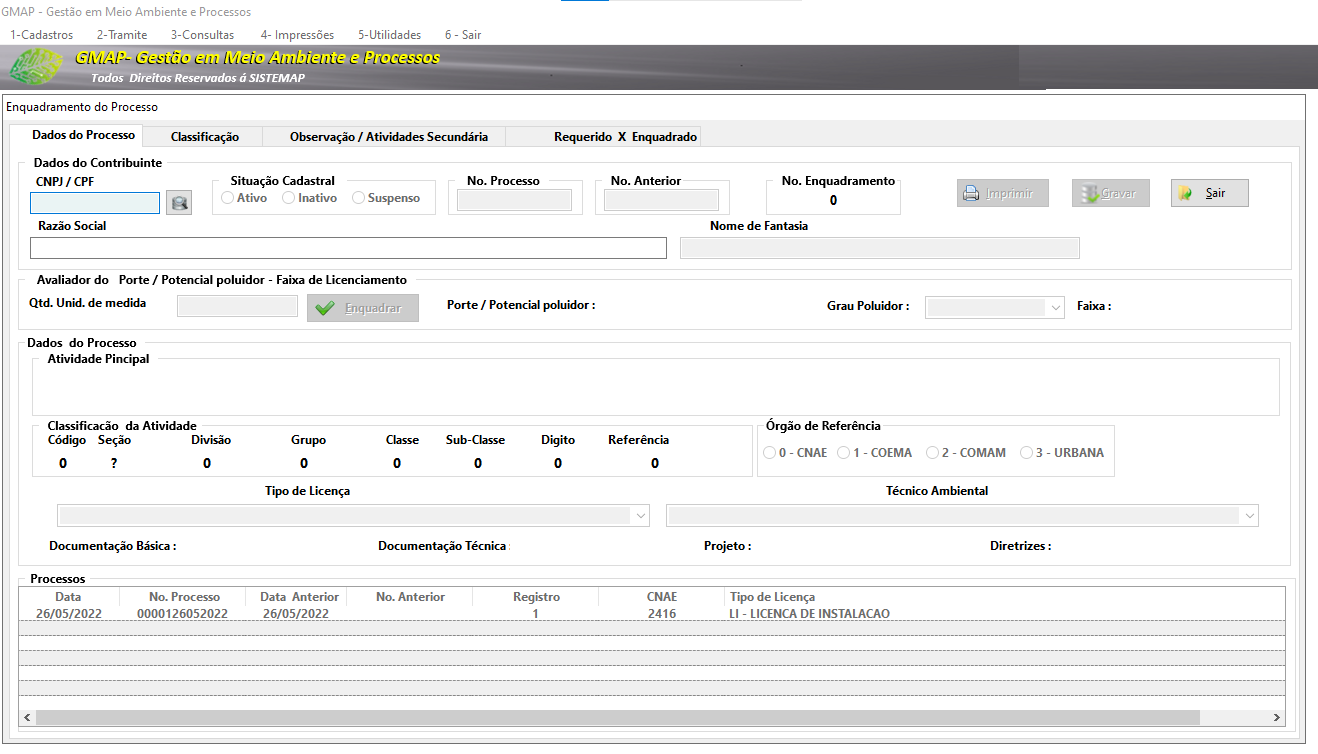 GMAP - Gestão em Meio Ambiente e Processos
1-Cadastros 2-Tramite 3-Consultas 4- Impressões 5-Utilidades 6 - Sair
GMAP- Gestão em Meio Ambiente e Processos
Todos Direitos Reservados á SISTEMAP
Enquadramento do Processo
Dados do Processo Classificação Observação / Atividades Secundária Requerido X Enquadrado
Dados do Contribuinte
CNPJ / CPF Situação Cadastral No. Processo No. Anterior No. Enquadramento
Ativo Inativo Suspenso 0 Imprimir Gravar Sair
Razão Social Nome de Fantasia
Avaliador do Porte / Potencial poluidor - Faixa de Licenciamento
Qtd. Unid. de medida Enquadrar Porte / Potencial poluidor : Grau Poluidor : Faixa :
Dados do Processo
Atividade Pincipal
Classificacão da Atividade Órgão de Referência
Código Seção Divisão Grupo Classe Sub-Classe Digito Referência
0 ? 0 0 0 0 0 0 0 - CNAE 1 - COEMA 2 - COMAM 3 - URBANA
Tipo de Licença Técnico Ambiental
Documentação Básica : Documentação Técnica : Projeto : Diretrizes :
Processos
Data No. Processo Data Anterior No. Anterior Registro CNAE Tipo de Licença
26/05/2022 0000126052022 26/05/2022 1 2416 LI - LICENCA DE INSTALACAO